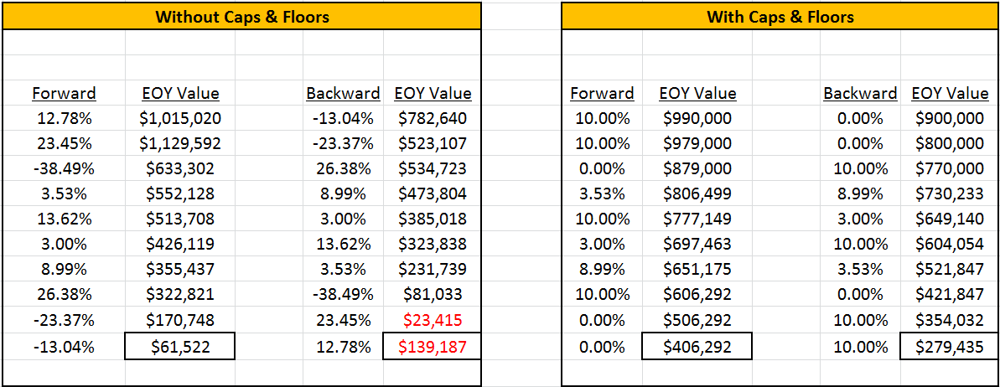 Without Caps & Floors With Caps & Floors
Forward EOY Value Backward EOY Value Forward EOY Value Backward EOY Value
12.78% $1,015,020 -13.04% $782,640 10.00% $990,000 0.00% $900,000
23.45% $1,129,592 -23.37% $523,107 10.00% $979,000 0.00% $800,000
-38.49% $633,302 26.38% $534,723 0.00% $879,000 10.00% $770,000
3.53% $552,128 8.99% $473,804 3.53% $806,499 8.99% $730,233
13.62% $513,708 3.00% $385,018 10.00% $777,149 3.00% $649,140
3.00% $426,119 13.62% $323,838 3.00% $697,463 10.00% $604,054
8.99% $355,437 3.53% $231,739 8.99% $651,175 3.53% $521,847
26.38% $322,821 -38.49% $81,033 10.00% $606,292 0.00% $421,847
-23.37% $170,748 23.45% $23,415 0.00% $506,292 10.00% $354,032
-13.04% $61,522 12.78% $139,187 0.00% $406,292 10.00% $279,435